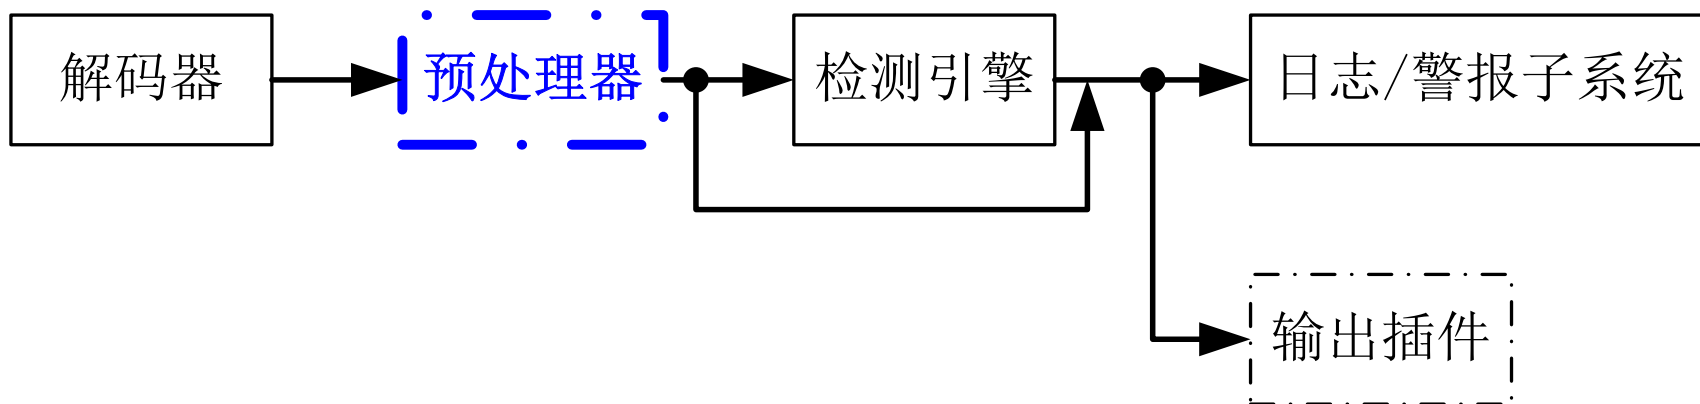 解码器
预处理器
检测引擎
日志/警报子系统
输出插件